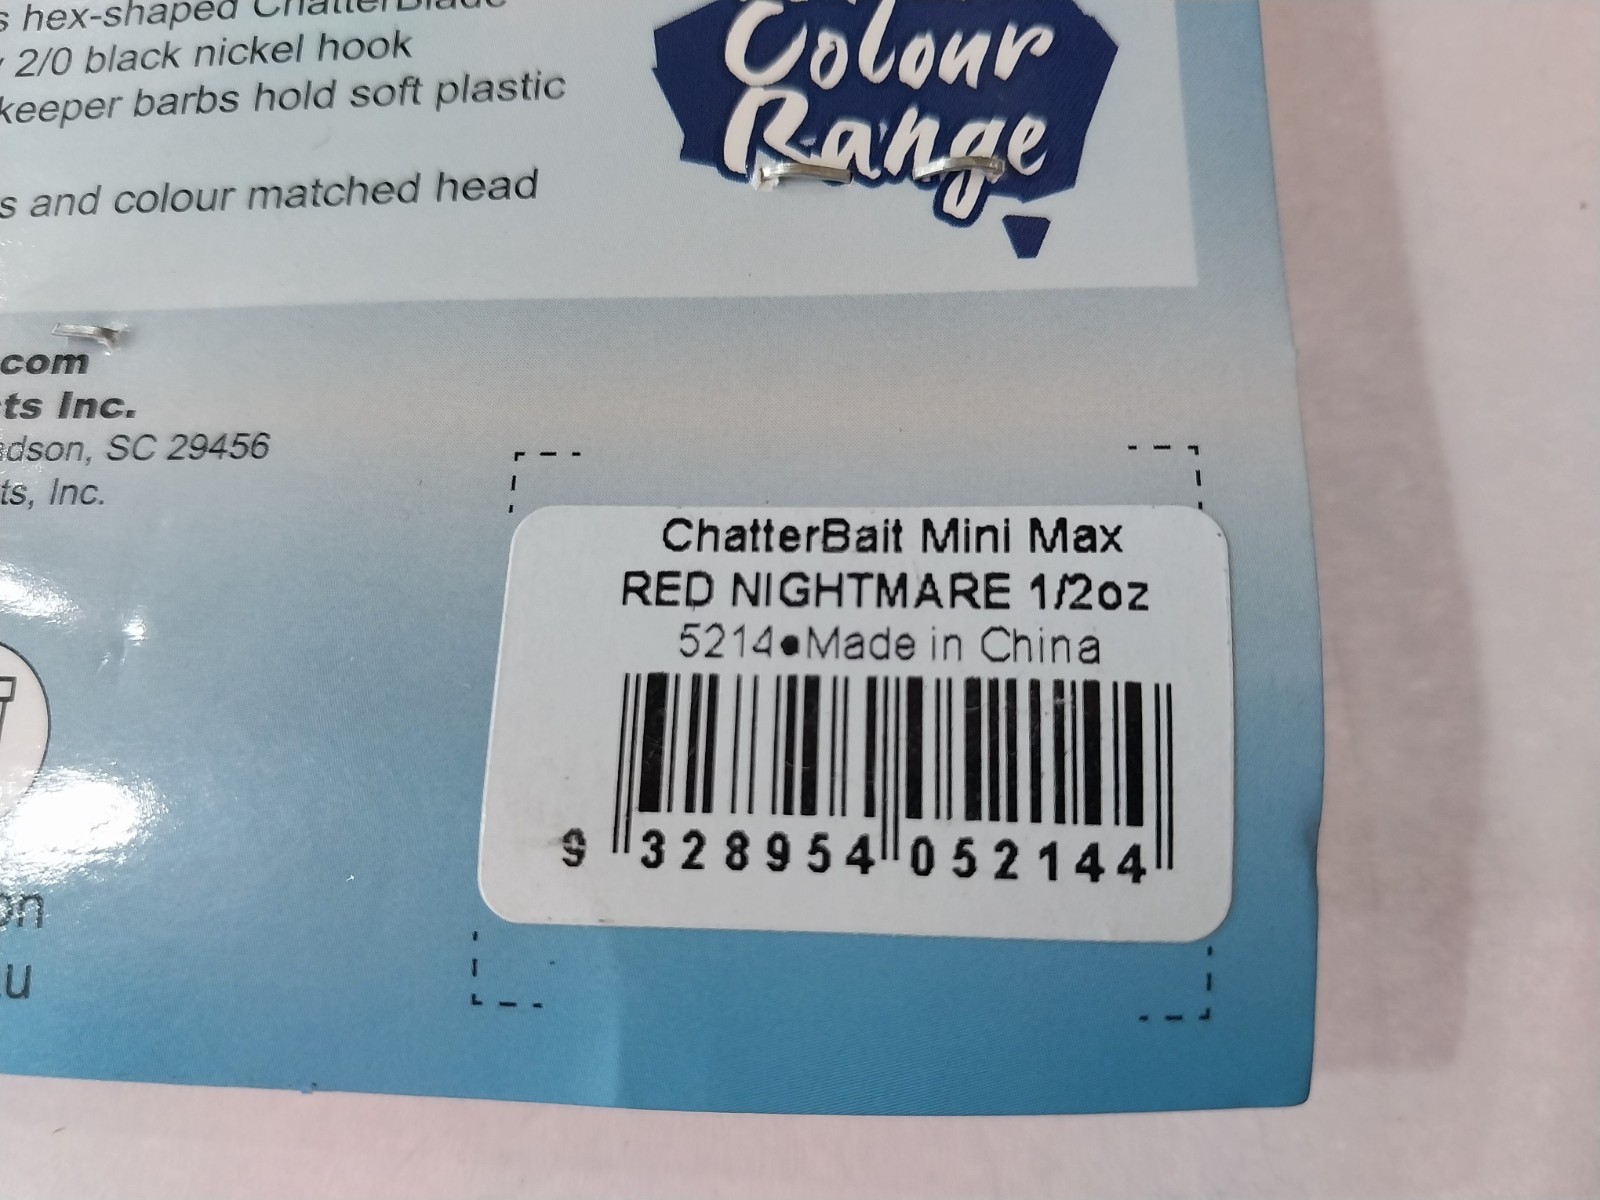 hex-shaped ChatterBlade
2/0 black nickel hook
keeper barbs hold soft plastic
s and colour matched head
Colour
Range
.com
ts Inc.
dson, SC 29456
ts, Inc.
ChatterBait Mini Max
RED NIGHTMARE 1/2oz
5214●Made in China
9 328954 052144
on
.u